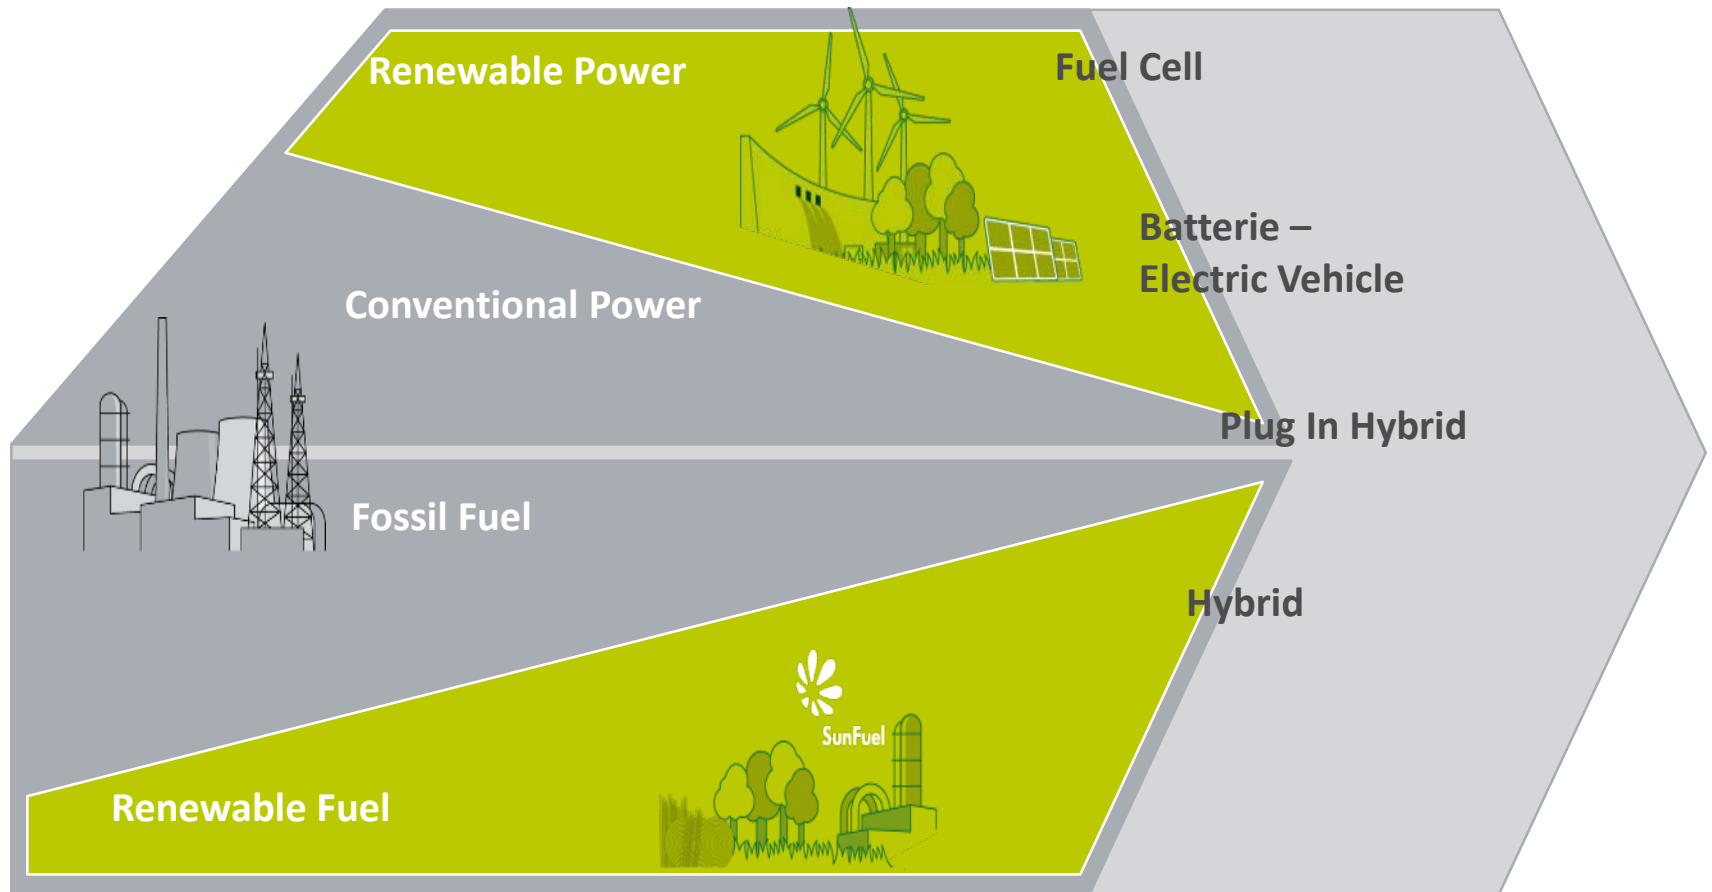 Renewable Power
Fuel Cell
Batterie –
Electric Vehicle
Conventional Power
Plug In Hybrid
Fossil Fuel
Hybrid
SunFuel
Renewable Fuel